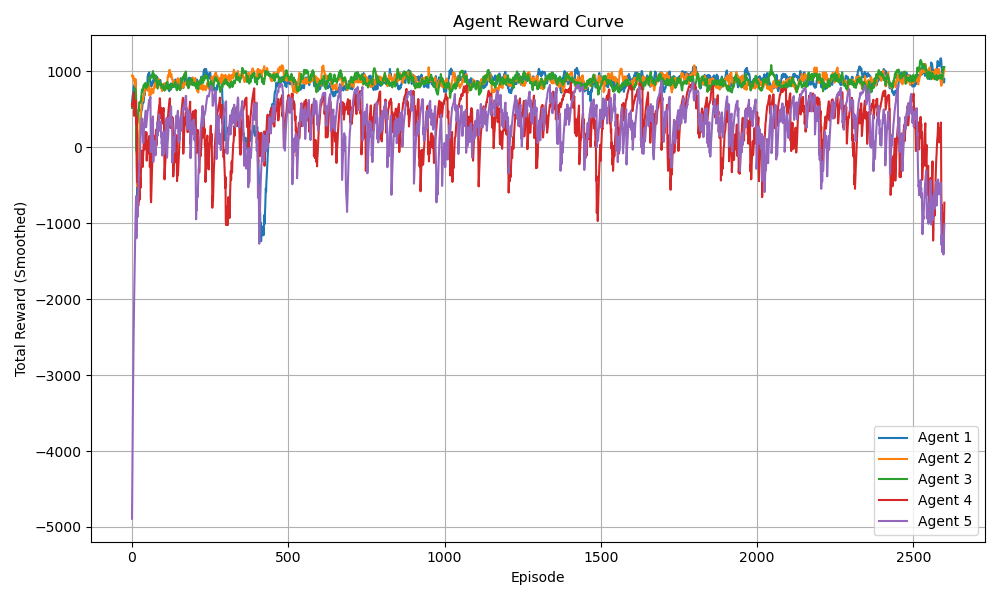 Agent Reward Curve
Total Reward (Smoothed)
1000
0
−1000
−2000
−3000
−4000
−5000
0
500
1000
1500
2000
2500
Episode
Agent 1
Agent 2
Agent 3
Agent 4
Agent 5